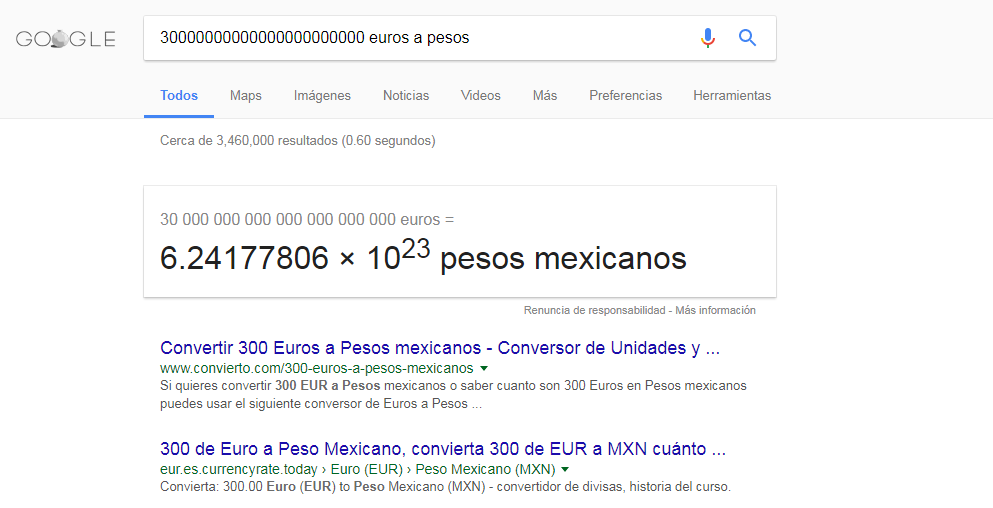 GOOGLE
30000000000000000000000 euros a pesos
Todos Maps Imágenes Noticias Videos Más Preferencias Herramientas
Cerca de 3,460,000 resultados (0.60 segundos)
30 000 000 000 000 000 000 000 euros =
6.24177806 × 10²³ pesos mexicanos
Renuncia de responsabilidad - Más información
Convertir 300 Euros a Pesos mexicanos - Conversor de Unidades y ...
www.convierto.com/300-euros-a-pesos-mexicanos
Si quieres convertir 300 EUR a Pesos mexicanos o saber cuanto son 300 Euros en Pesos mexicanos
puedes usar el siguiente conversor de Euros a Pesos ...
300 de Euro a Peso Mexicano, convierta 300 de EUR a MXN cuánto ...
eur.es.currencyrate.today › Euro (EUR) › Peso Mexicano (MXN)
Convierta: 300.00 Euro (EUR) to Peso Mexicano (MXN) - convertidor de divisas, historia del curso.